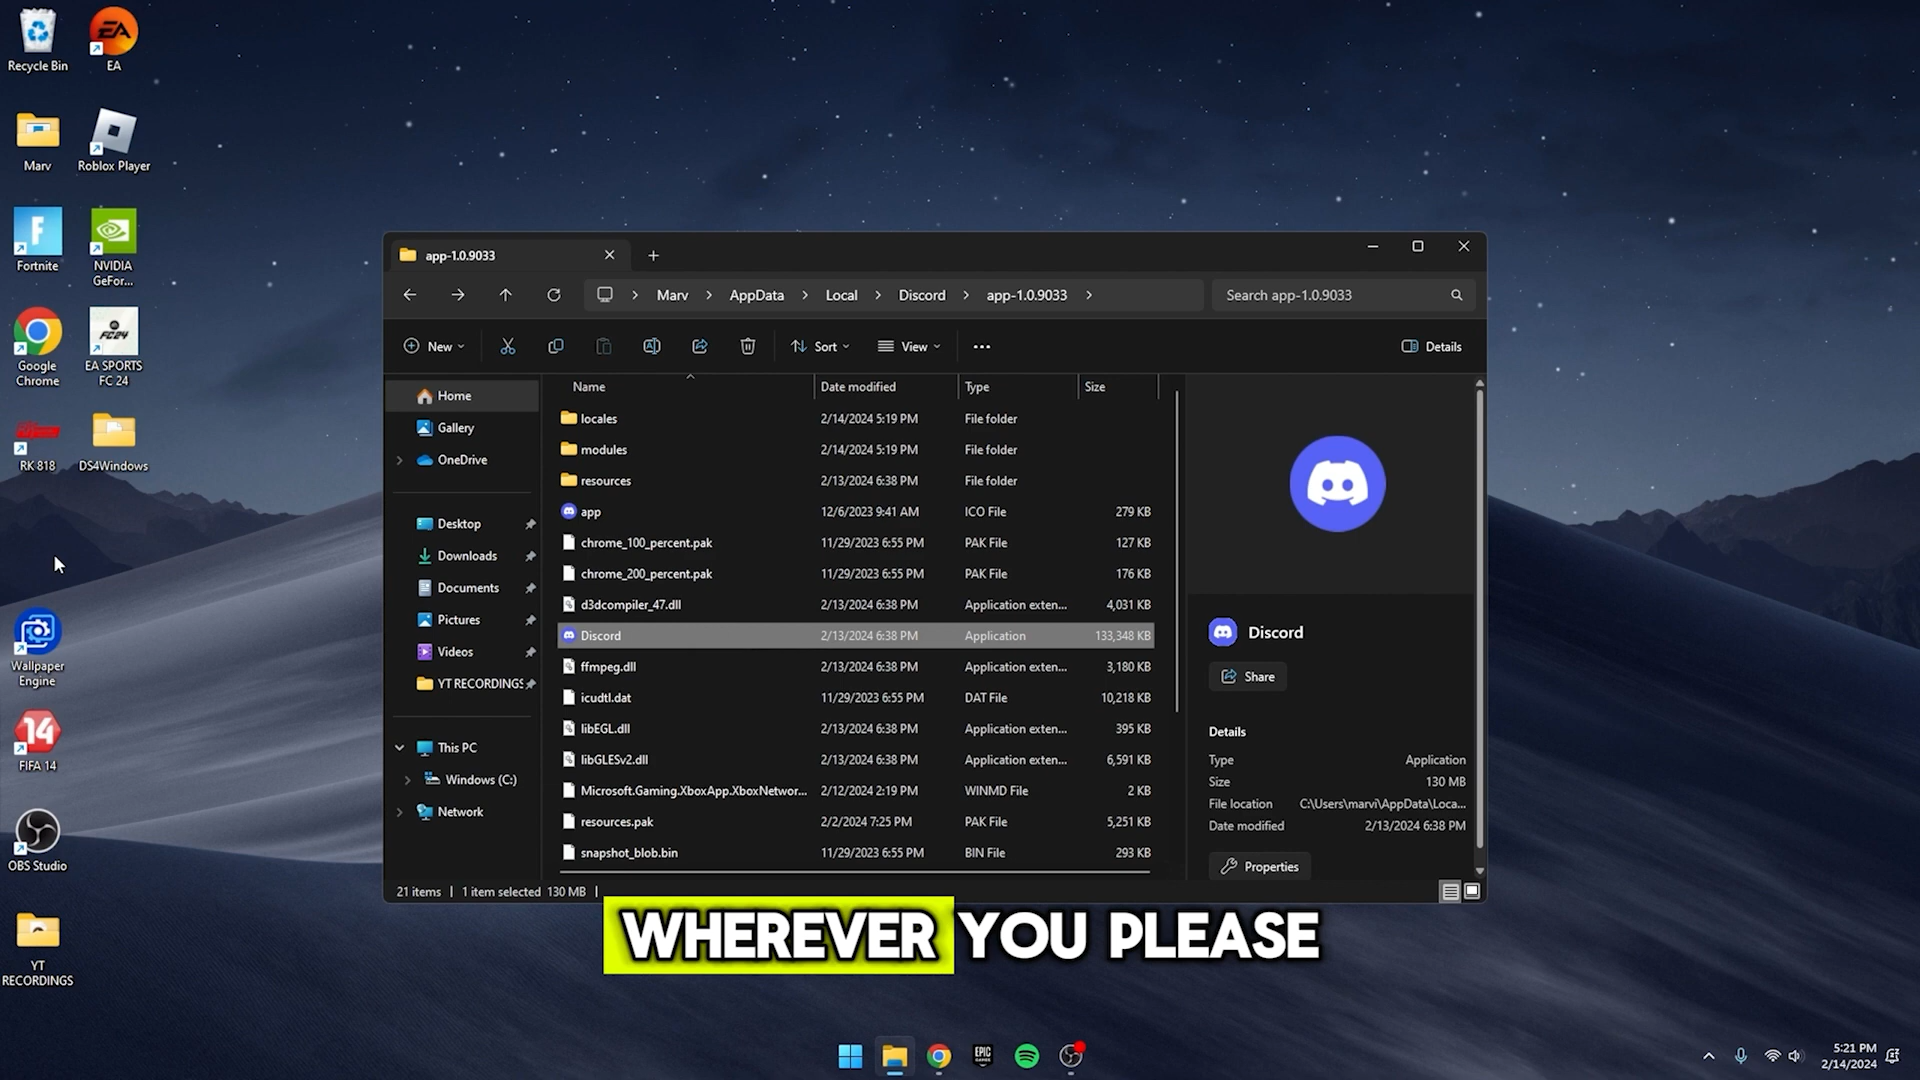 Recycle Bin
EA
Marv
Roblox Player
Fortnite
NVIDIA
GeFor...
Google
Chrome
EA SPORTS
FC 24
RK 818
DS4Windows
Wallpaper
Engine
FIFA 14
OBS Studio
YT
RECORDINGS
app-1.0.9033
Marv > AppData > Local > Discord > app-1.0.9033 >
Search app-1.0.9033
New
Sort
View
Details
Home
Gallery
OneDrive
Desktop
Downloads
Documents
Pictures
Videos
YT RECORDINGS
This PC
Windows (C:)
Network
Name Date modified Type Size
locales 2/14/2024 5:19 PM File folder
modules 2/14/2024 5:19 PM File folder
resources 2/13/2024 6:38 PM File folder
app 12/6/2023 9:41 AM ICO File 279 KB
chrome_100_percent.pak 11/29/2023 6:55 PM PAK File 127 KB
chrome_200_percent.pak 11/29/2023 6:55 PM PAK File 176 KB
d3dcompiler_47.dll 2/13/2024 6:38 PM Application exten... 4,031 KB
Discord 2/13/2024 6:38 PM Application 133,348 KB
ffmpeg.dll 2/13/2024 6:38 PM Application exten... 3,180 KB
icudtl.dat 11/29/2023 6:55 PM DAT File 10,218 KB
libEGL.dll 2/13/2024 6:38 PM Application exten... 395 KB
libGLESv2.dll 2/13/2024 6:38 PM Application exten... 6,591 KB
Microsoft.Gaming.XboxApp.XboxNetwor... 2/12/2024 2:19 PM WINMD File 2 KB
resources.pak 2/2/2024 7:25 PM PAK File 5,251 KB
snapshot_blob.bin 11/29/2023 6:55 PM BIN File 293 KB
Discord
Share
Details
Type Application
Size 130 MB
File location C:\Users\marvi\AppData\Loca...
Date modified 2/13/2024 6:38 PM
Properties
21 items | 1 item selected 130 MB |
WHEREVER YOU PLEASE
EPIC
GAMES
5:21 PM
2/14/2024